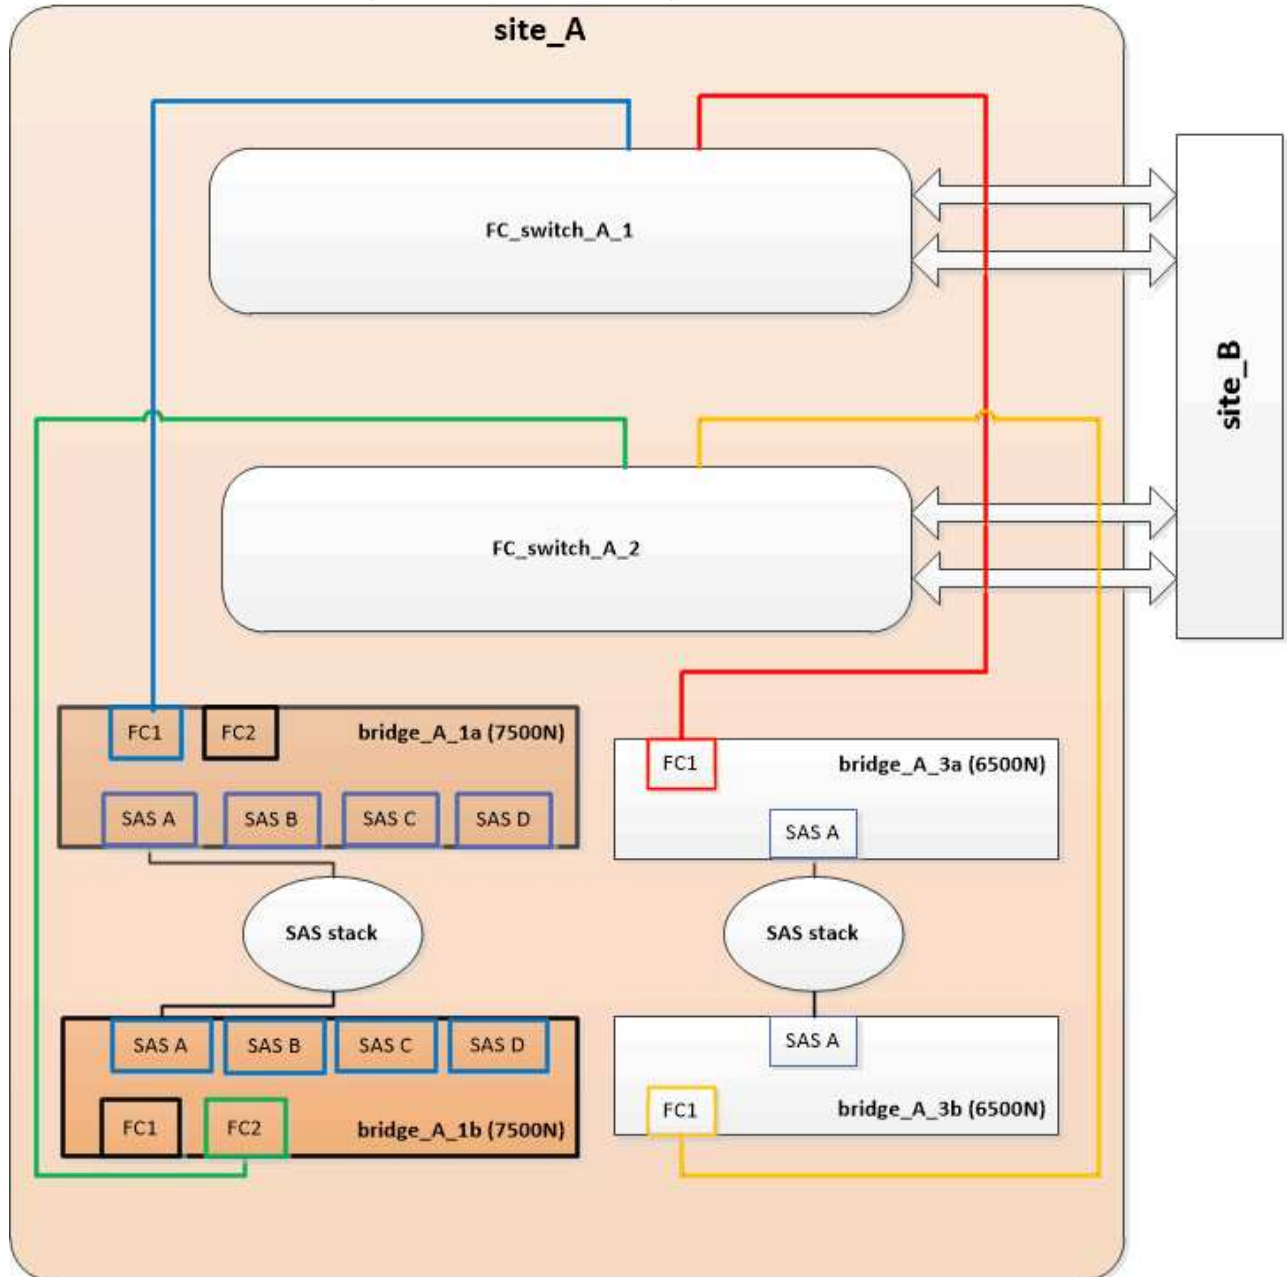 site_A
FC_switch_A_1
site_B
FC_switch_A_2
FC1
FC2
bridge_A_1a (7500N)
SAS A
SAS B
SAS C
SAS D
FC1
bridge_A_3a (6500N)
SAS A
SAS stack
SAS stack
SAS A
SAS B
SAS C
SAS D
FC1
FC2
bridge_A_1b (7500N)
SAS A
FC1
bridge_A_3b (6500N)